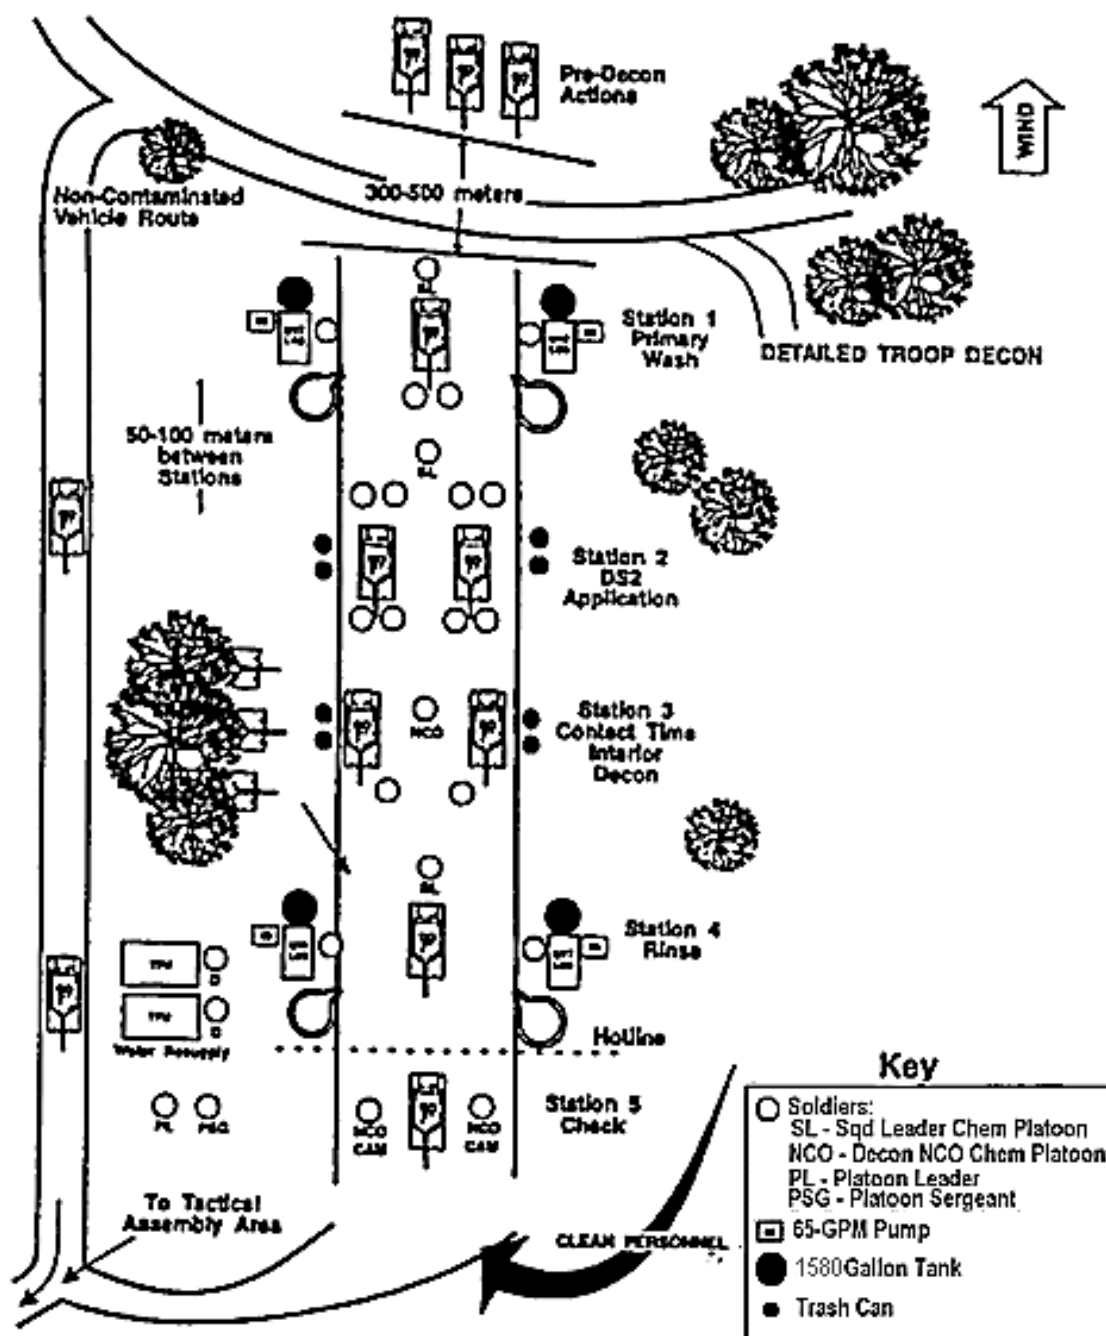 Pre-Decon
Actions
WIND
Non-Contaminated
Vehicle Route
300-500 meters
SL
Station 1
Primary
Wash
DETAILED TROOP DECON
50-100 meters
between
Stations
SL
Station 2
DS2
Application
Station 3
Contact Time
Interior
Decon
NCO
SL
Station 4
Rinse
Water Resupply
Hotline
PL
PSG
NCO
CAM
NCO
CAM
Station 5
Check
To Tactical
Assembly Area
CLEAN PERSONNEL
Key
Soldiers:
SL - Sqd Leader Chem Platoon
NCO - Decon NCO Chem Platoon
PL - Platoon Leader
PSG - Platoon Sergeant
65-GPM Pump
1580Gallon Tank
Trash Can